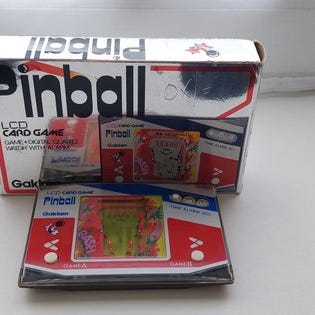 Pinball
Pinball
LCD
CARD GAME
GAME+DIGITAL QUARTZ
WATCH WITH ALARM
Gakken
LCD CARD GAME
Pinball
Gakken
TIME ALARM ACL
LCD CARD GAME
Pinball
Gakken
TIME ALARM ACL
GAME A
GAME B